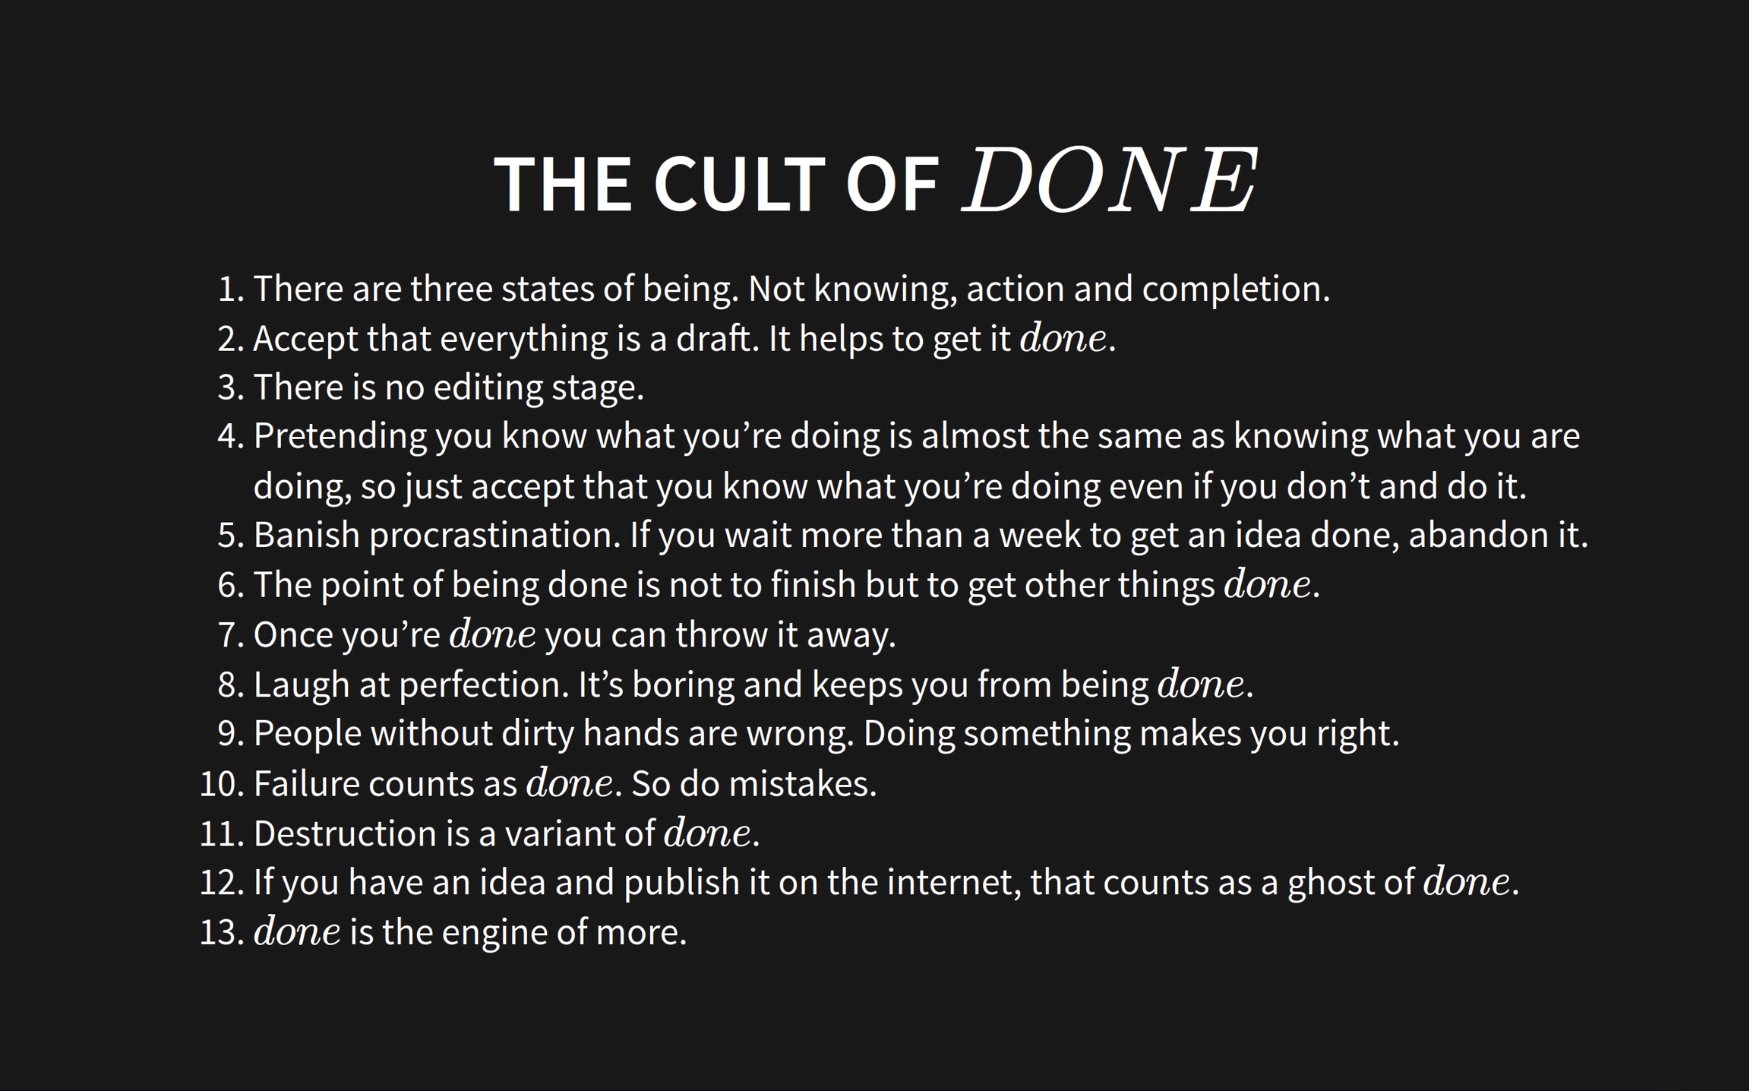 THE CULT OF DONE
1. There are three states of being. Not knowing, action and completion.
2. Accept that everything is a draft. It helps to get it done.
3. There is no editing stage.
4. Pretending you know what you’re doing is almost the same as knowing what you are
doing, so just accept that you know what you’re doing even if you don’t and do it.
5. Banish procrastination. If you wait more than a week to get an idea done, abandon it.
6. The point of being done is not to finish but to get other things done.
7. Once you’re done you can throw it away.
8. Laugh at perfection. It’s boring and keeps you from being done.
9. People without dirty hands are wrong. Doing something makes you right.
10. Failure counts as done. So do mistakes.
11. Destruction is a variant of done.
12. If you have an idea and publish it on the internet, that counts as a ghost of done.
13. done is the engine of more.